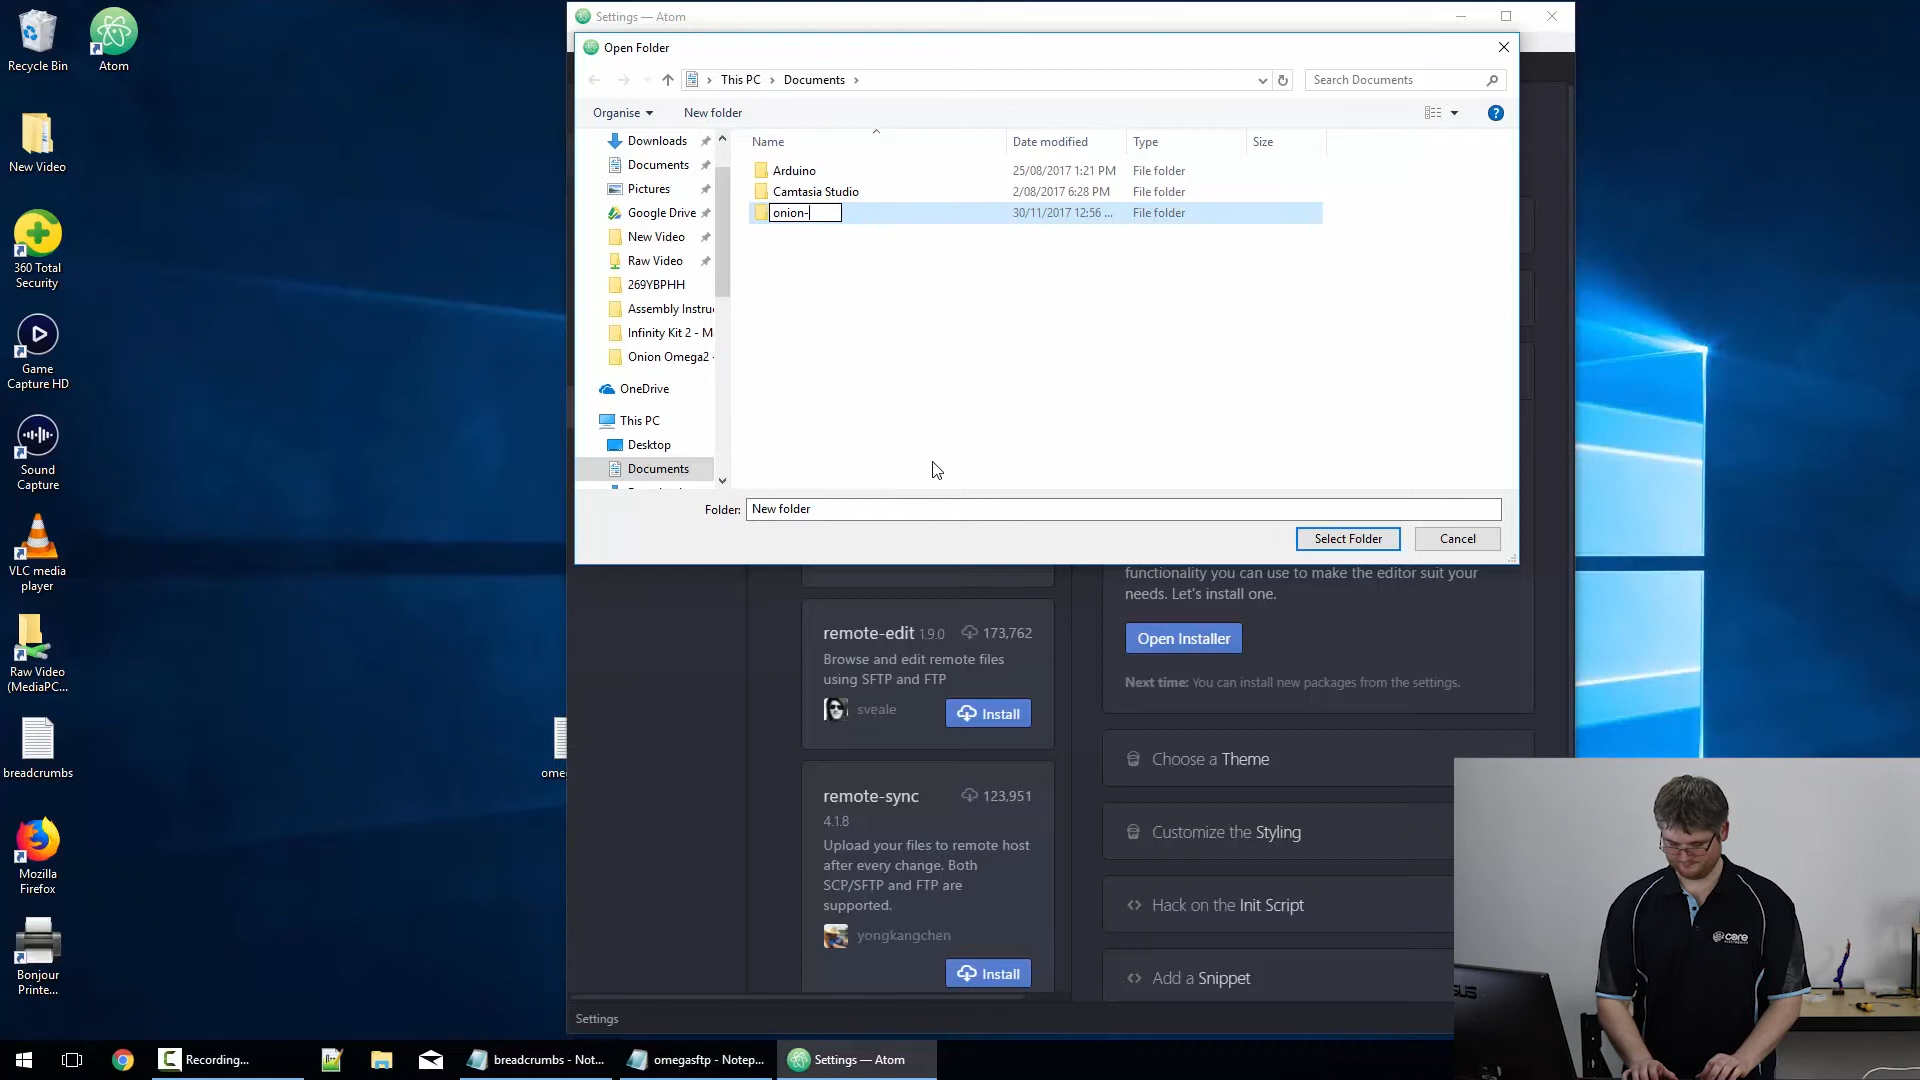 Settings — Atom
Open Folder
This PC
Documents
Search Documents
Organise
New folder
Name
Date modified
Type
Size
Downloads
Documents
Pictures
Google Drive
New Video
Raw Video
269YBPHH
Assembly Instru
Infinity Kit 2 - M
Onion Omega2 -
OneDrive
This PC
Desktop
Documents
Arduino 25/08/2017 1:21 PM File folder
Camtasia Studio 2/08/2017 6:28 PM File folder
onion- 30/11/2017 12:56 ... File folder
Folder: New folder
Select Folder
Cancel
Recycle Bin
Atom
New Video
360 Total
Security
Game
Capture HD
Sound
Capture
VLC media
player
Raw Video
(MediaPC...
breadcrumbs
Mozilla
Firefox
Bonjour
Printe...
ome
remote-edit 1.9.0 173,762
Browse and edit remote files
using SFTP and FTP
sveale
Install
remote-sync 123,951
4.1.8
Upload your files to remote host
after every change. Both
SCP/SFTP and FTP are
supported.
yongkangchen
Install
functionality you can use to make the editor suit your
needs. Let's install one.
Open Installer
Next time: You can install new packages from the settings.
Choose a Theme
Customize the Styling
Hack on the Init Script
Add a Snippet
Settings
core
ELECTRONICS
Recording...
breadcrumbs - Not...
omegasftp - Notep...
Settings — Atom